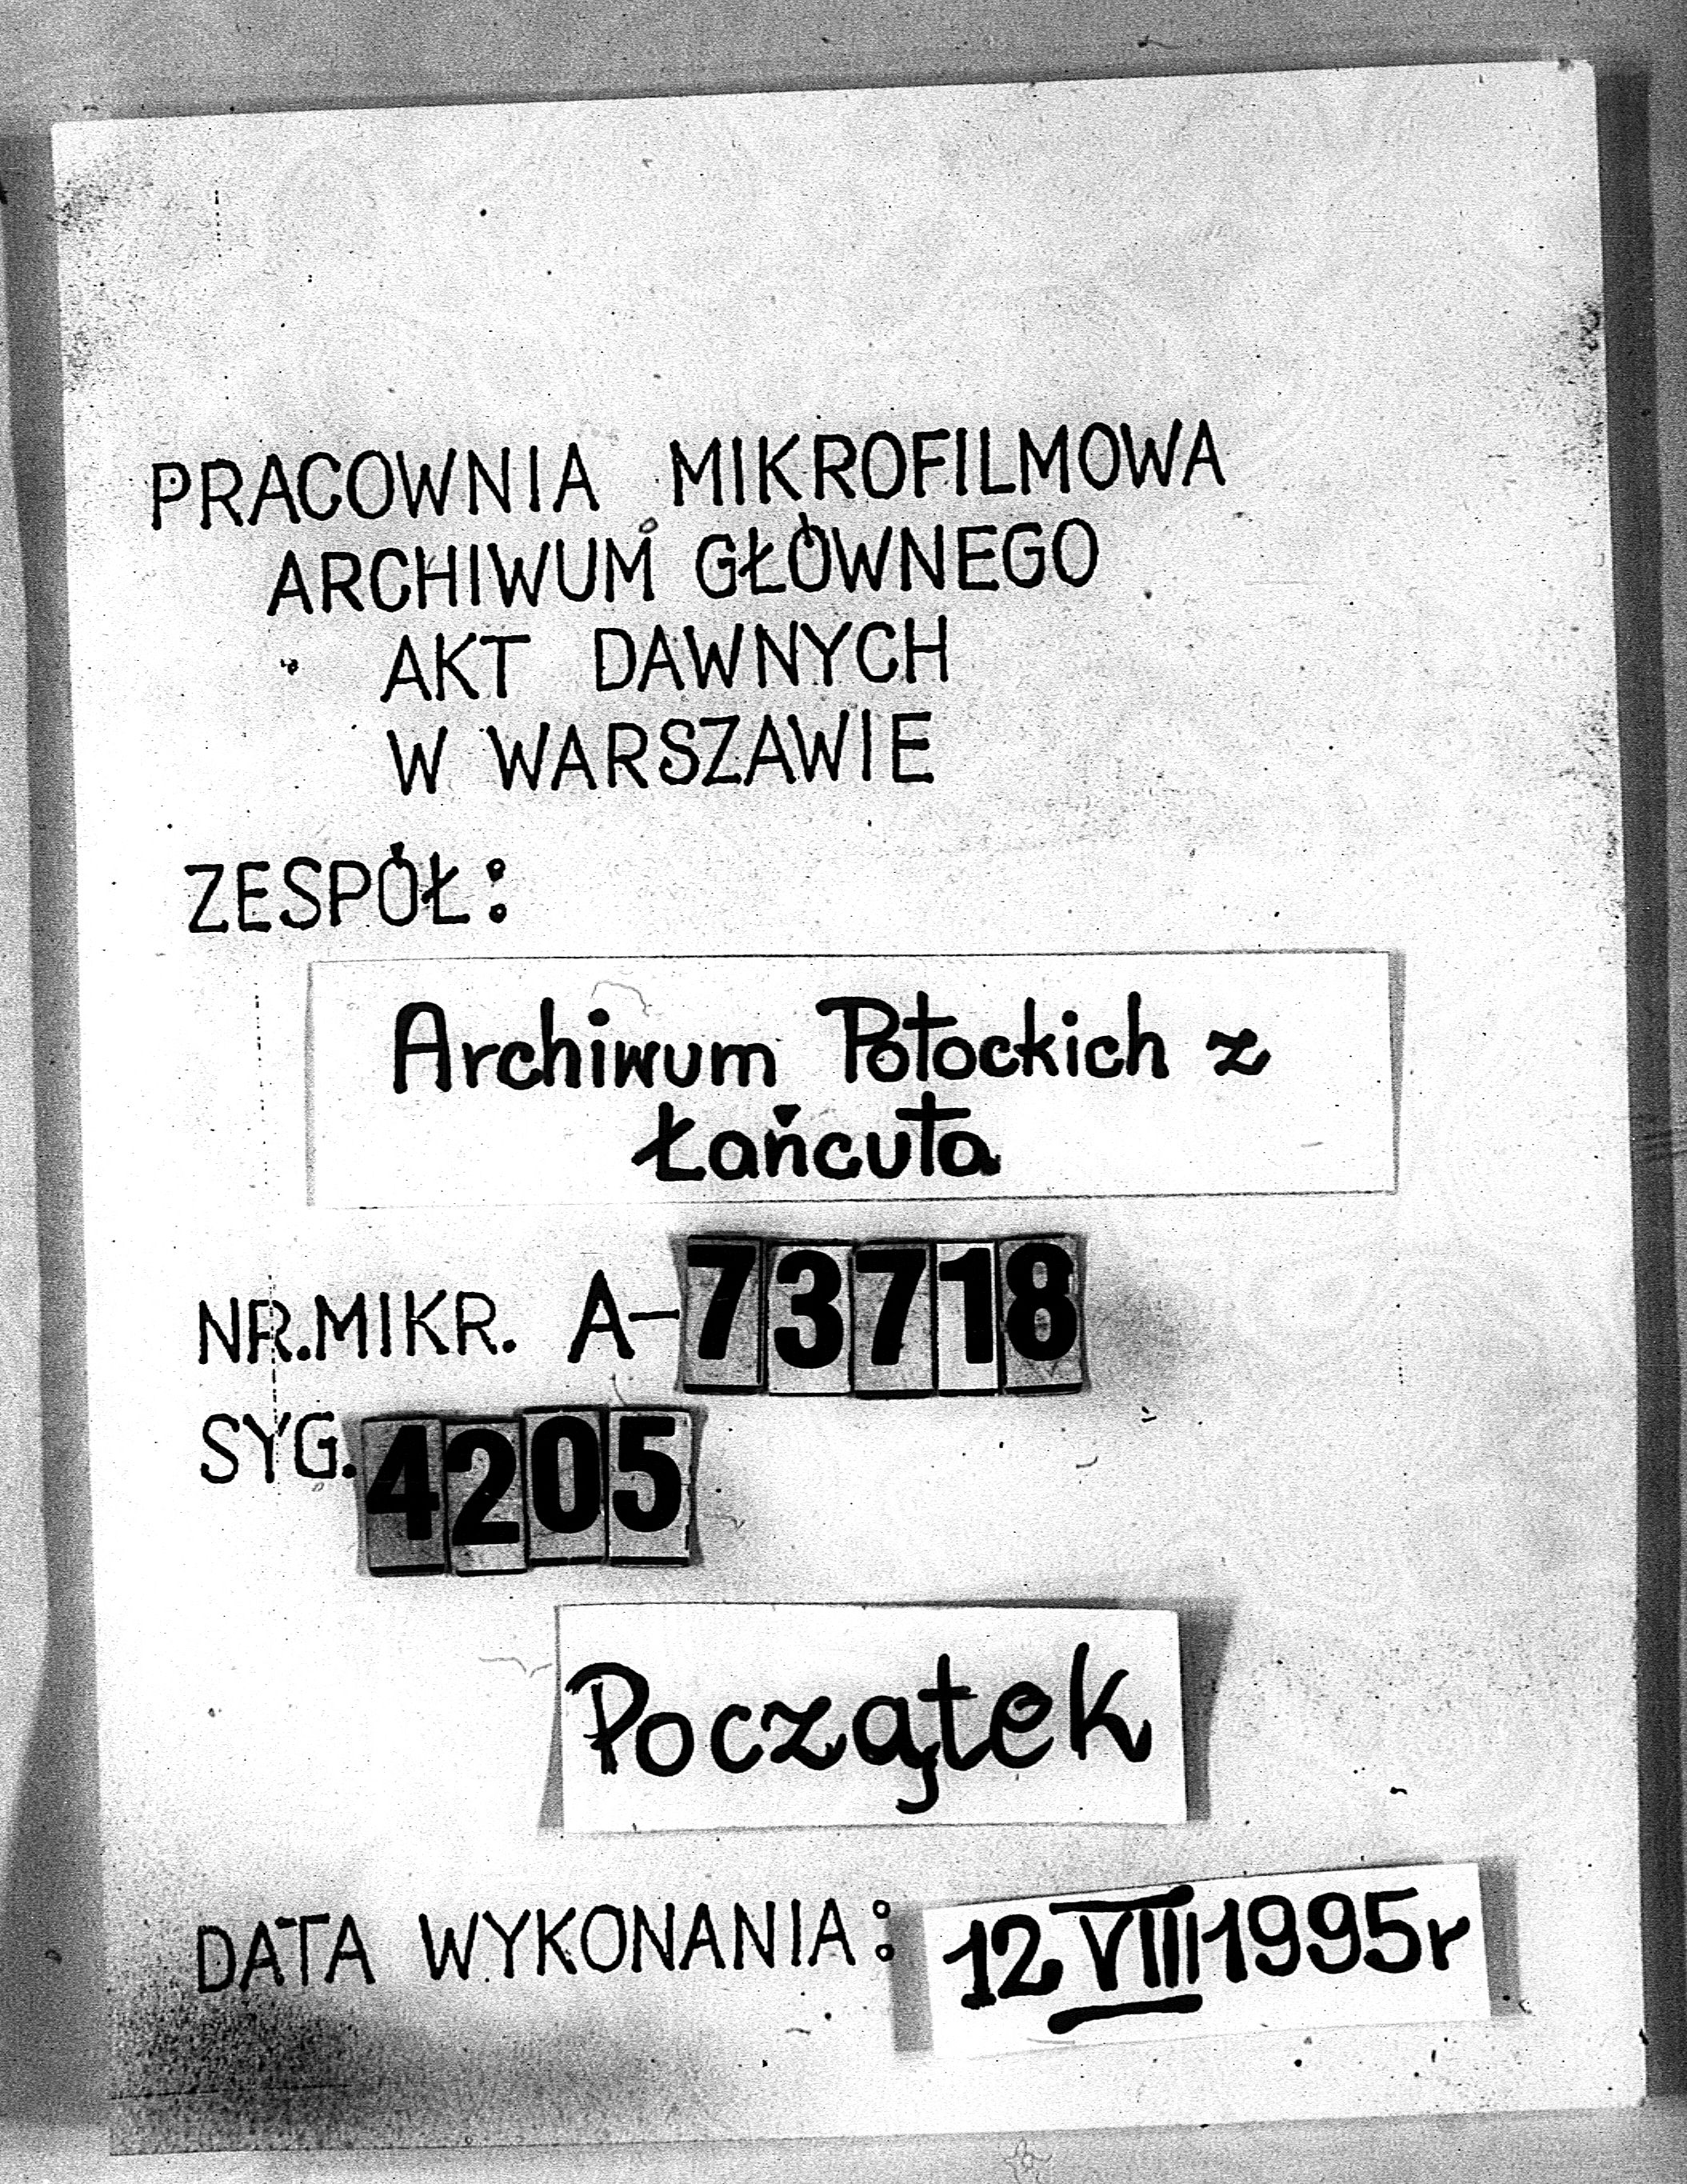 PRACOWNIA MIKROFILMOWA
ARCHIWUM GŁÓWNEGO
AKT DAWNYCH
W WARSZAWIE
ZESPÓŁ:
Archiwum Potockich z
Łańcuta
NR.MIKR. A-73718
SYG. 4205
Początek
DATA WYKONANIA: 12 VIII 1995r